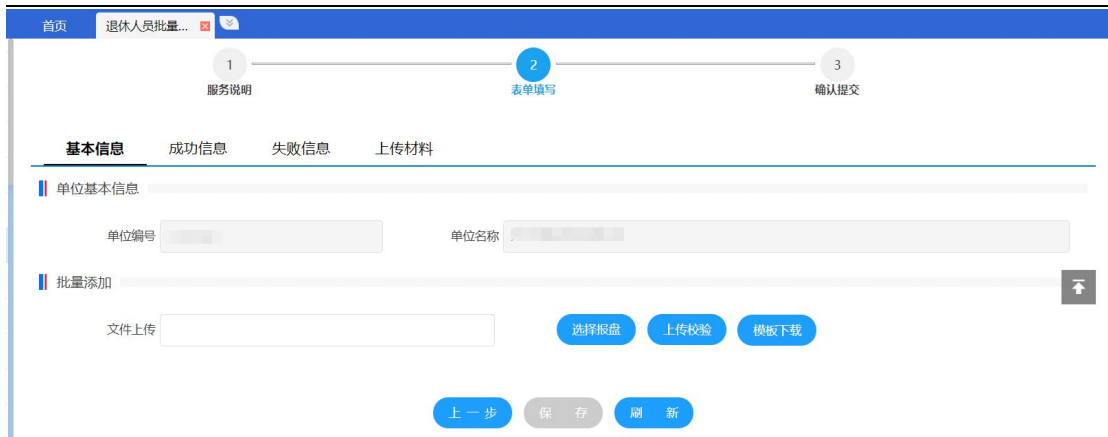 首页 退休人员批量...
1 2 3
服务说明 表单填写 确认提交
基本信息 成功信息 失败信息 上传材料
单位基本信息
单位编号 单位名称
批量添加
文件上传 选择报盘 上传校验 模板下载
上一步 保 存 刷 新